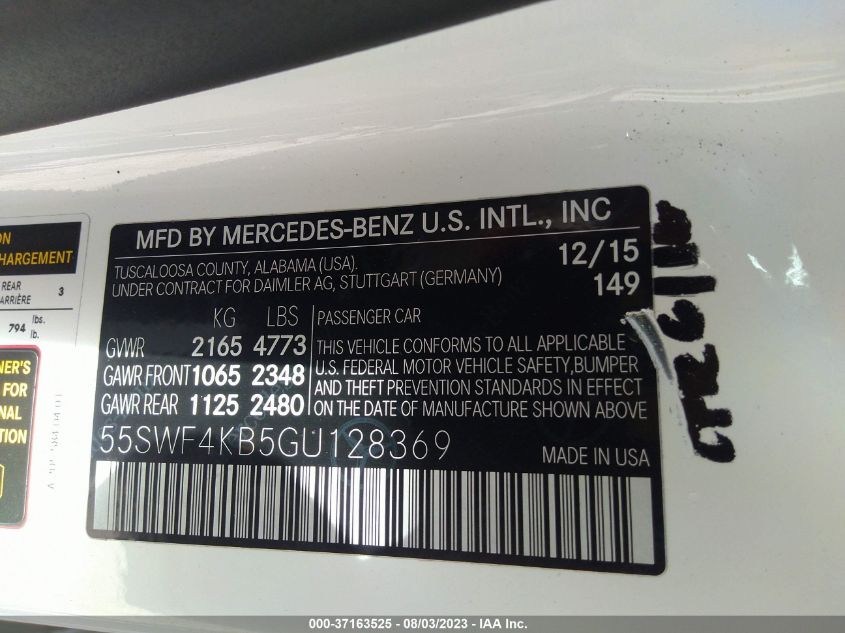 MFD BY MERCEDES-BENZ U.S. INTL., INC
TUSCALOOSA COUNTY, ALABAMA (USA).
UNDER CONTRACT FOR DAIMLER AG, STUTTGART (GERMANY)
12/15
149
KG LBS
GVWR 2165 4773
GAWR FRONT 1065 2348
GAWR REAR 1125 2480
PASSENGER CAR
THIS VEHICLE CONFORMS TO ALL APPLICABLE
U.S. FEDERAL MOTOR VEHICLE SAFETY, BUMPER
AND THEFT PREVENTION STANDARDS IN EFFECT
ON THE DATE OF MANUFACTURE SHOWN ABOVE
55SWF4KB5GU128369
MADE IN USA
ON
CHARGEMENT
REAR
ARRIÈRE 3
794 lbs.
lb.
NER'S
FOR
NAL
TION
000-37163525 - 08/03/2023 - IAA Inc.